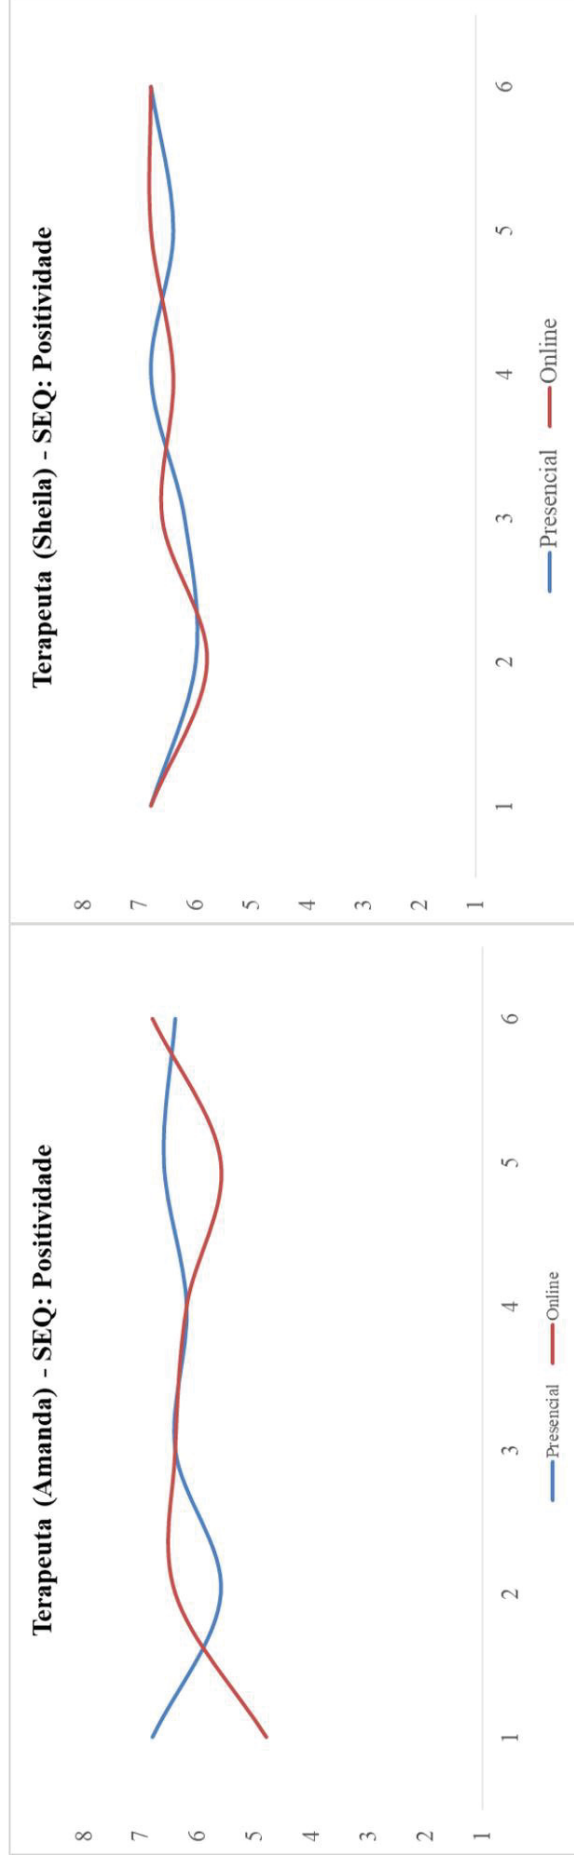 Terapeuta (Amanda) - SEQ: Positividade
8
7
6
5
4
3
2
1
1 2 3 4 5 6
Presencial Online
Terapeuta (Sheila) - SEQ: Positividade
8
7
6
5
4
3
2
1
1 2 3 4 5 6
Presencial Online